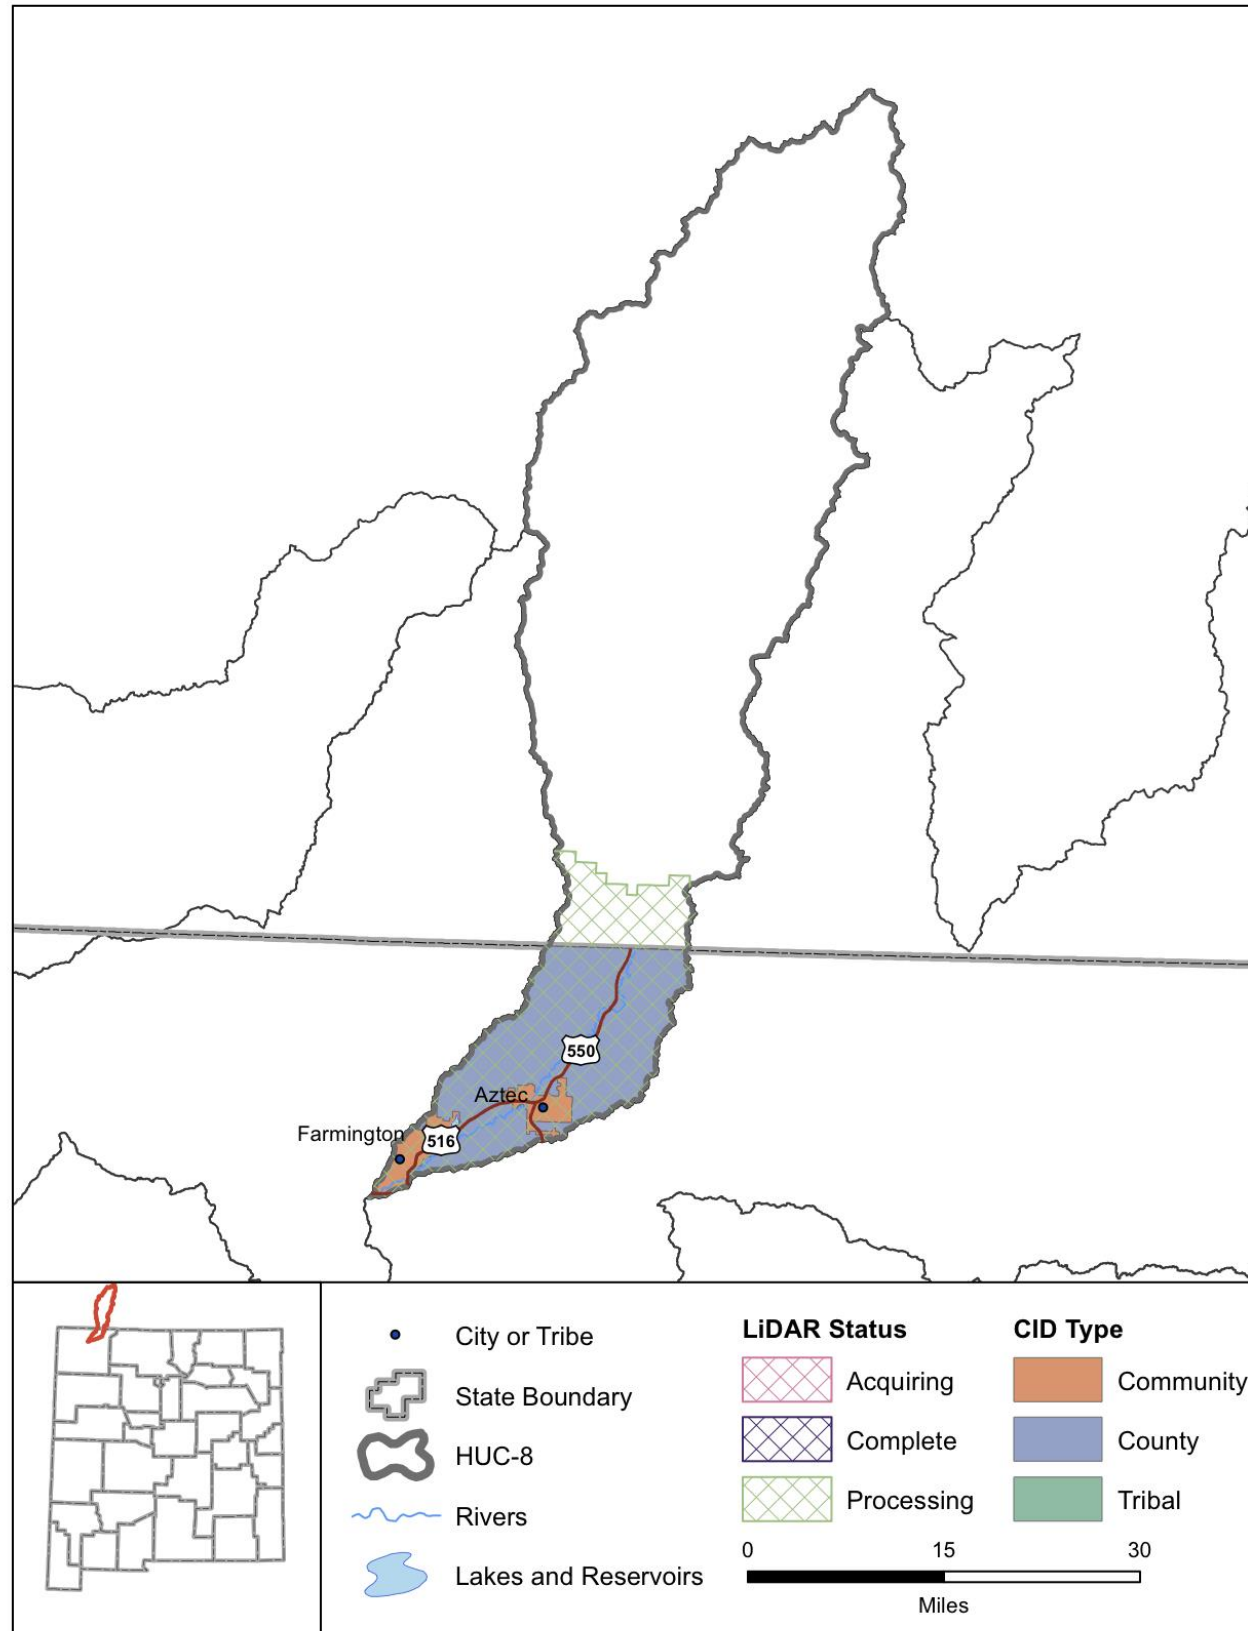 550
Aztec
Farmington
516
City or Tribe
State Boundary
HUC-8
Rivers
Lakes and Reservoirs
LiDAR Status
Acquiring
Complete
Processing
CID Type
Community
County
Tribal
0 15 30
Miles